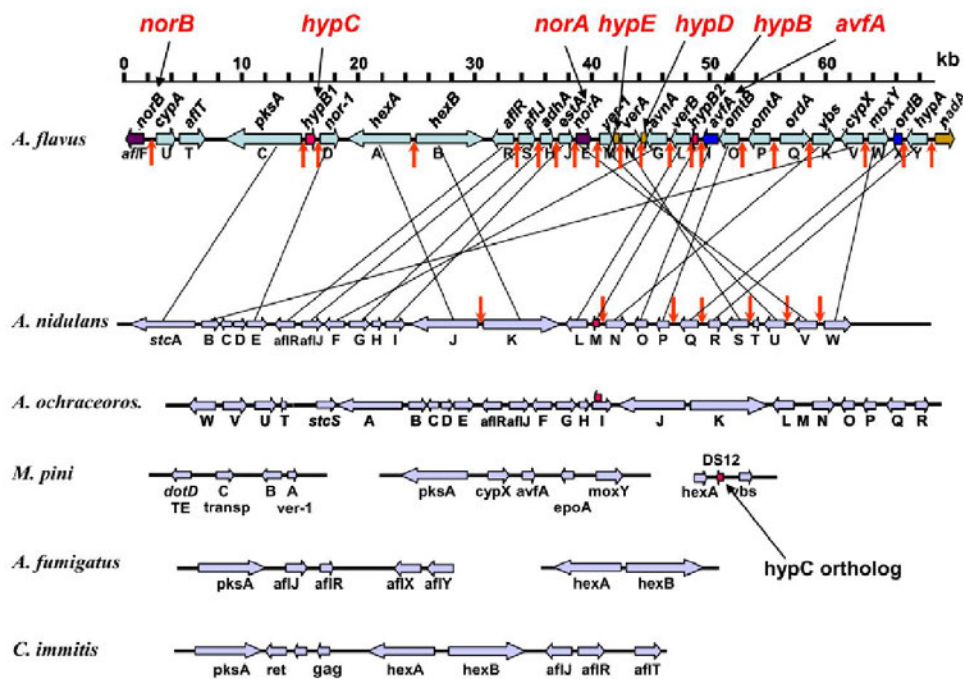 norB hypC norA hypE hypD hypB avfA
0 10 20 30 40 50 60 kb
norB cypA aflT pksA hypB1 nor-1 hexA hexB aflR aflJ adhA estA norA ver-1 verA avnA verB hypB2 avfA omtB omtA ordA ybs cypX moxY ordB hypA nadA
A. flavus
aflF U T C D A B R S H J E M N G L I O P Q K V W X Y
A. nidulans
stcA B C D E aflR aflJ F G H I J K L M N O P Q R S T U V W
A. ochraceoros.
W V U T stcS A B C D E aflR aflJ F G H I J K L M N O P Q R
DS12
M. pini
dotD C B A pksA cypX avfA moxY hexA ybs
TE transp ver-1 epoA
hypC ortholog
A. fumigatus
pksA aflJ aflR aflX aflY hexA hexB
C. immitis
pksA ret gag hexA hexB aflJ aflR aflT